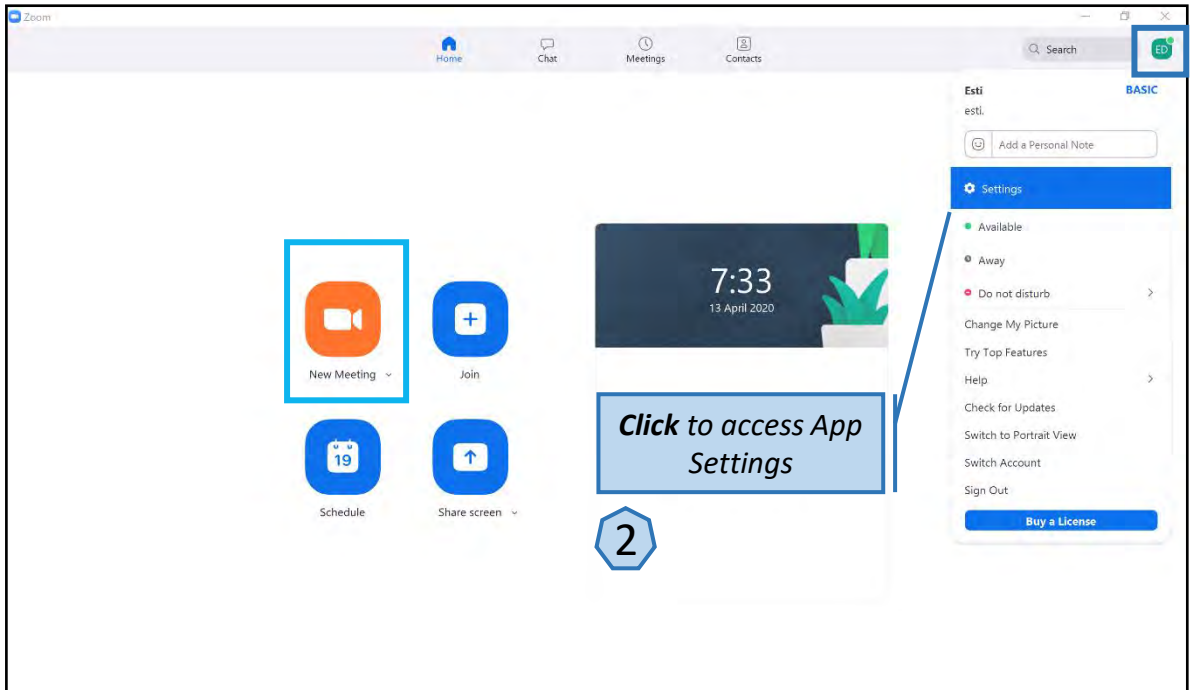 Zoom
Home
Chat
Meetings
Contacts
Search
ED
Esti
BASIC
esti.
Add a Personal Note
Settings
Available
Away
Do not disturb
Change My Picture
Try Top Features
Help
Check for Updates
Switch to Portrait View
Switch Account
Sign Out
Buy a License
New Meeting
Join
19
Schedule
Share screen
7:33
13 April 2020
Click to access App
Settings
2